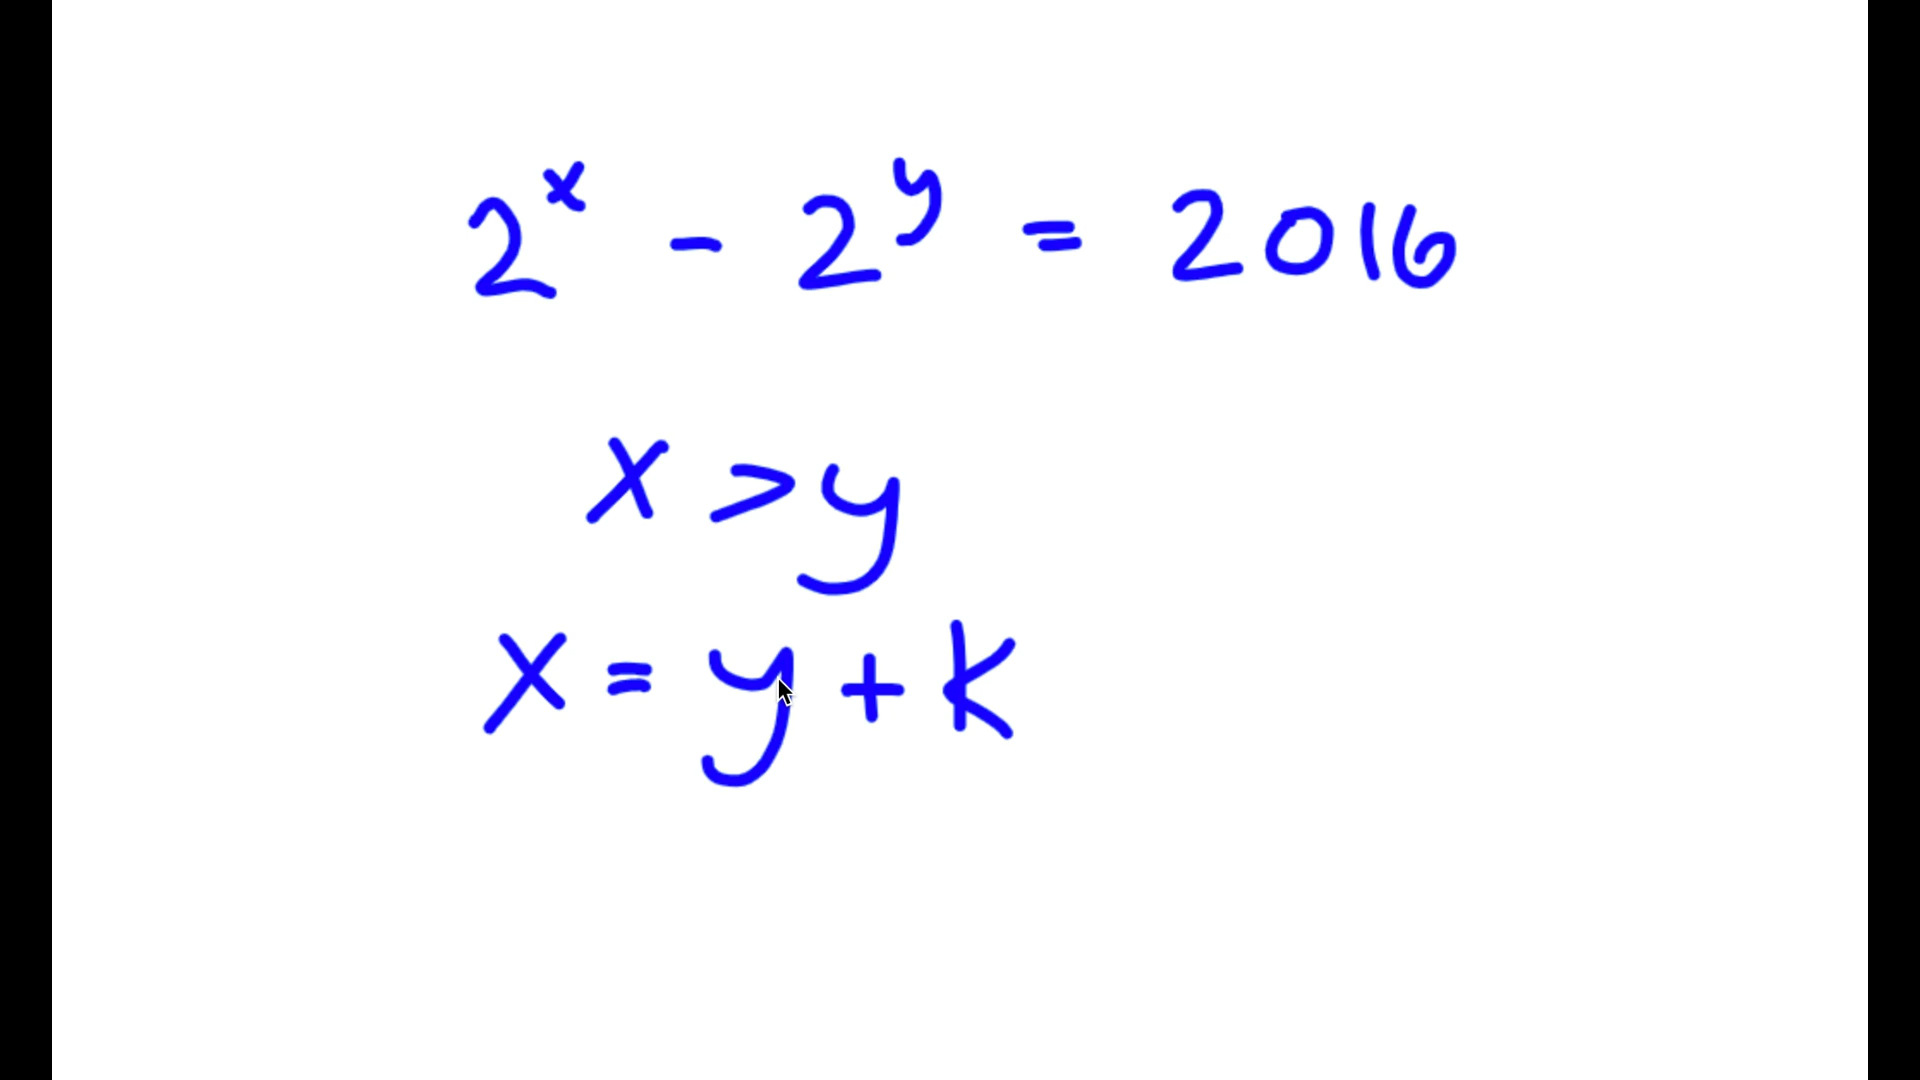 2^x - 2^y = 2016
x > y
x = y + k